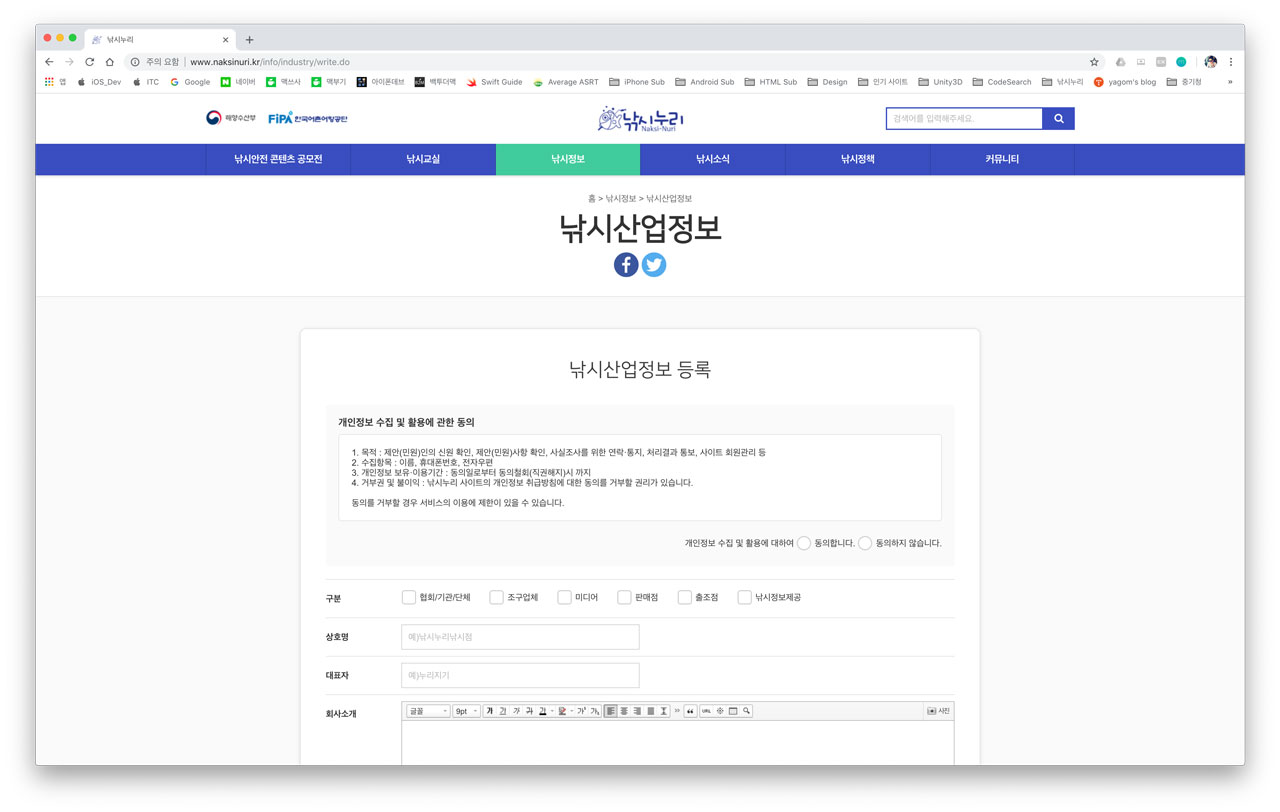 낚시누리
주의 요함 www.naksinuri.kr/info/industry/write.do
앱 iOS_Dev ITC Google 네이버 맥쓰사 맥부기 아이폰데브 백투더맥 Swift Guide Average ASRT iPhone Sub Android Sub HTML Sub Design 인기 사이트 Unity3D CodeSearch 낚시누리 yagom's blog 중기청 »
해양수산부 FiPA 한국어촌어항공단 낚시누리 Naksi-Nuri 검색어를 입력해주세요.
낚시안전 콘텐츠 공모전 낚시교실 낚시정보 낚시소식 낚시정책 커뮤니티
홈 > 낚시정보 > 낚시산업정보
낚시산업정보
낚시산업정보 등록
개인정보 수집 및 활용에 관한 동의
1. 목적 : 제안(민원)인의 신원 확인, 제안(민원)사항 확인, 사실조사를 위한 연락·통지, 처리결과 통보, 사이트 회원관리 등
2. 수집항목 : 이름, 휴대폰번호, 전자우편
3. 개인정보 보유·이용기간 : 동의일로부터 동의철회(직권해지)시 까지
4. 거부권 및 불이익 : 낚시누리 사이트의 개인정보 취급방침에 대한 동의를 거부할 권리가 있습니다.
동의를 거부할 경우 서비스의 이용에 제한이 있을 수 있습니다.
개인정보 수집 및 활용에 대하여 동의합니다. 동의하지 않습니다.
구분 협회/기관/단체 조구업체 미디어 판매점 출조점 낚시정보제공
상호명 예)낚시누리낚시점
대표자 예)누리지기
회사소개 글꼴 9pt 가 가 가 가 가 가 가 가 URL 사진